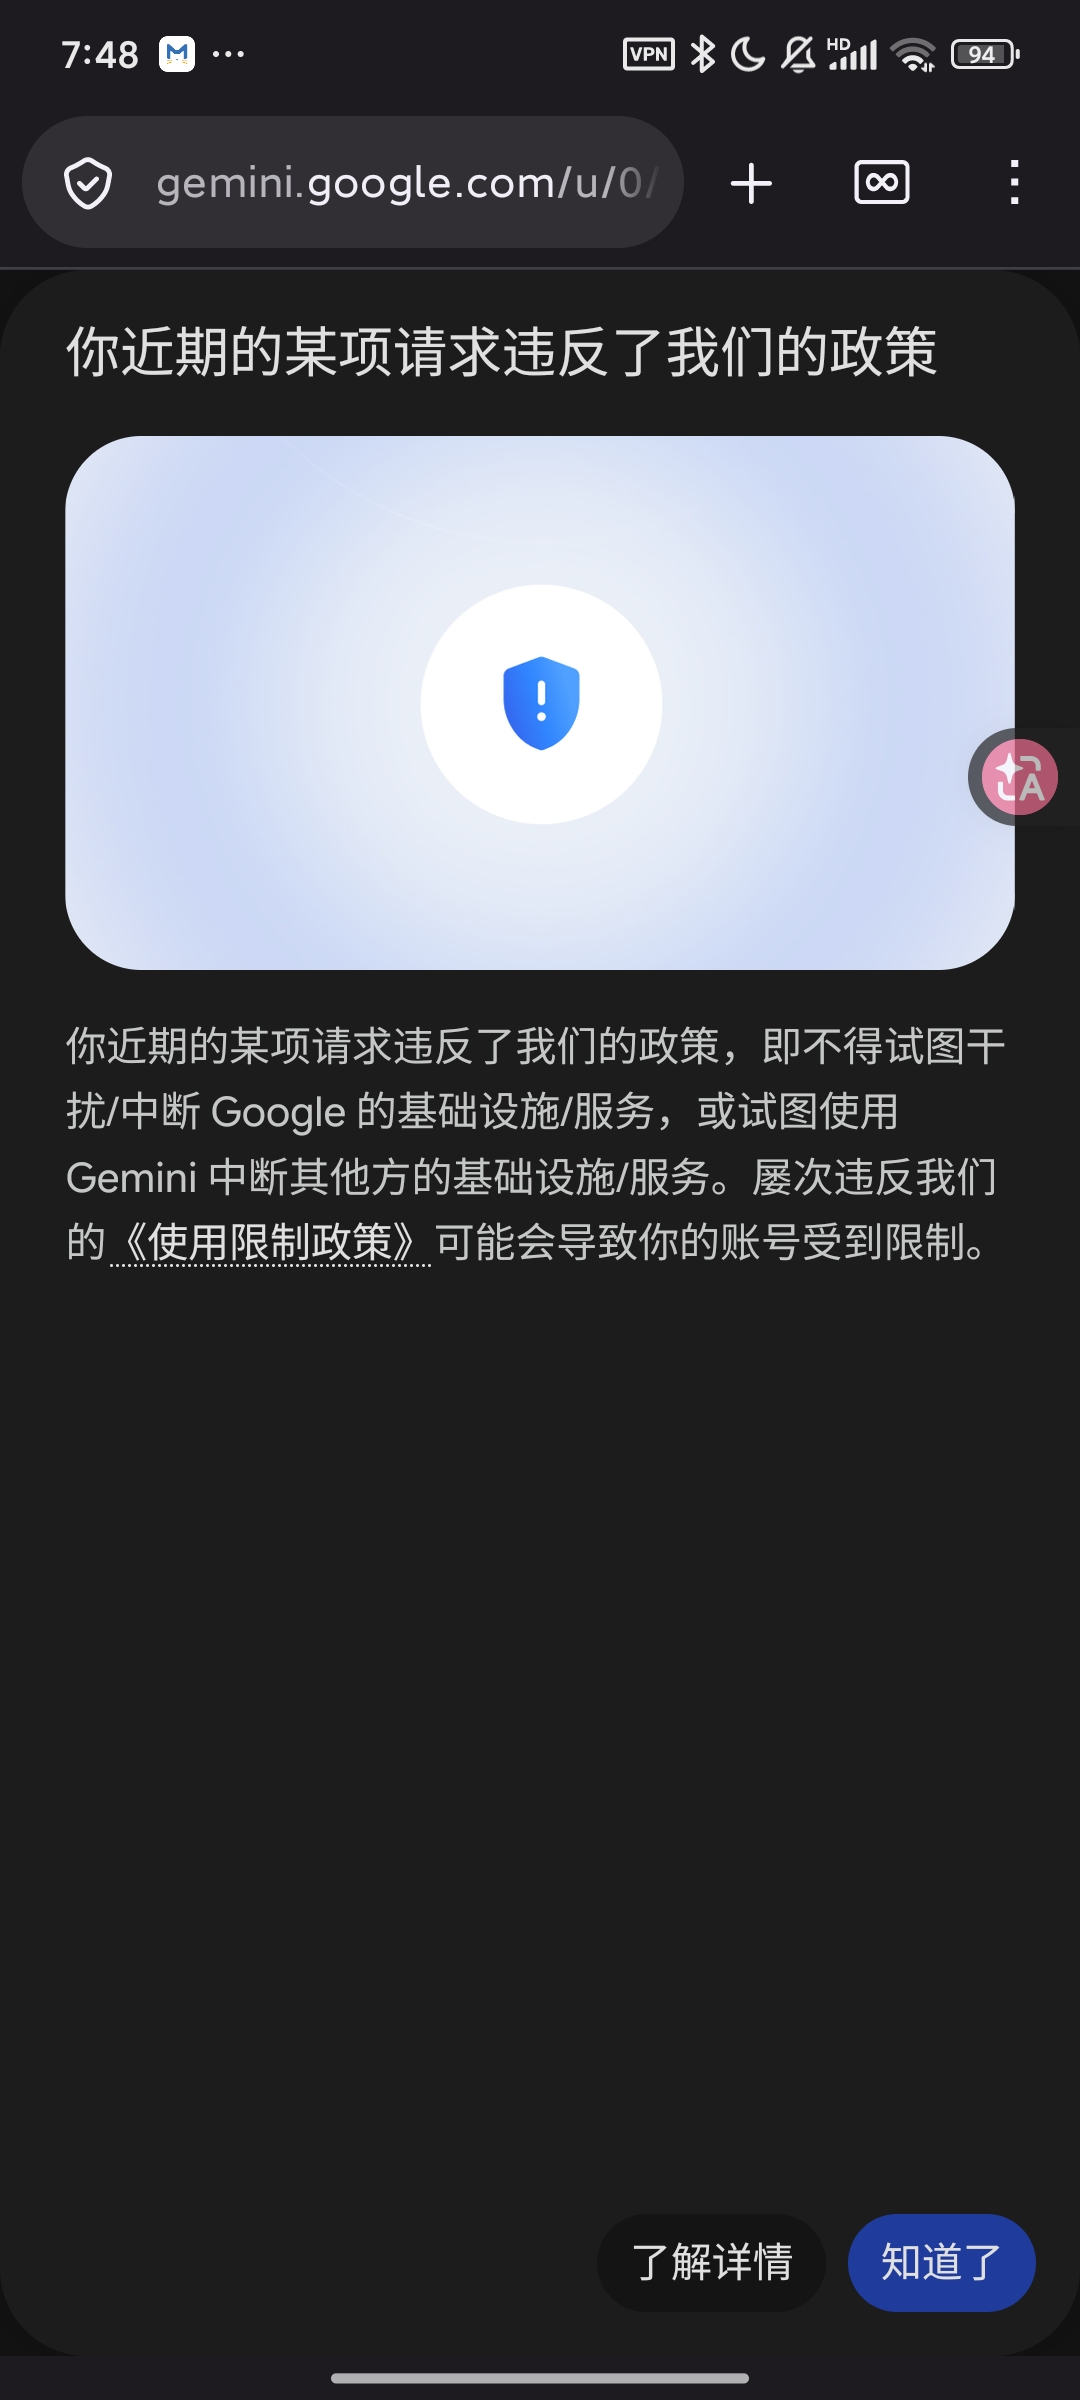 7:48
VPN
HD
94
gemini.google.com/u/0/
你近期的某项请求违反了我们的政策
你近期的某项请求违反了我们的政策，即不得试图干
扰/中断 Google 的基础设施/服务，或试图使用
Gemini 中断其他方的基础设施/服务。屡次违反我们
的《使用限制政策》可能会导致你的账号受到限制。
了解详情
知道了